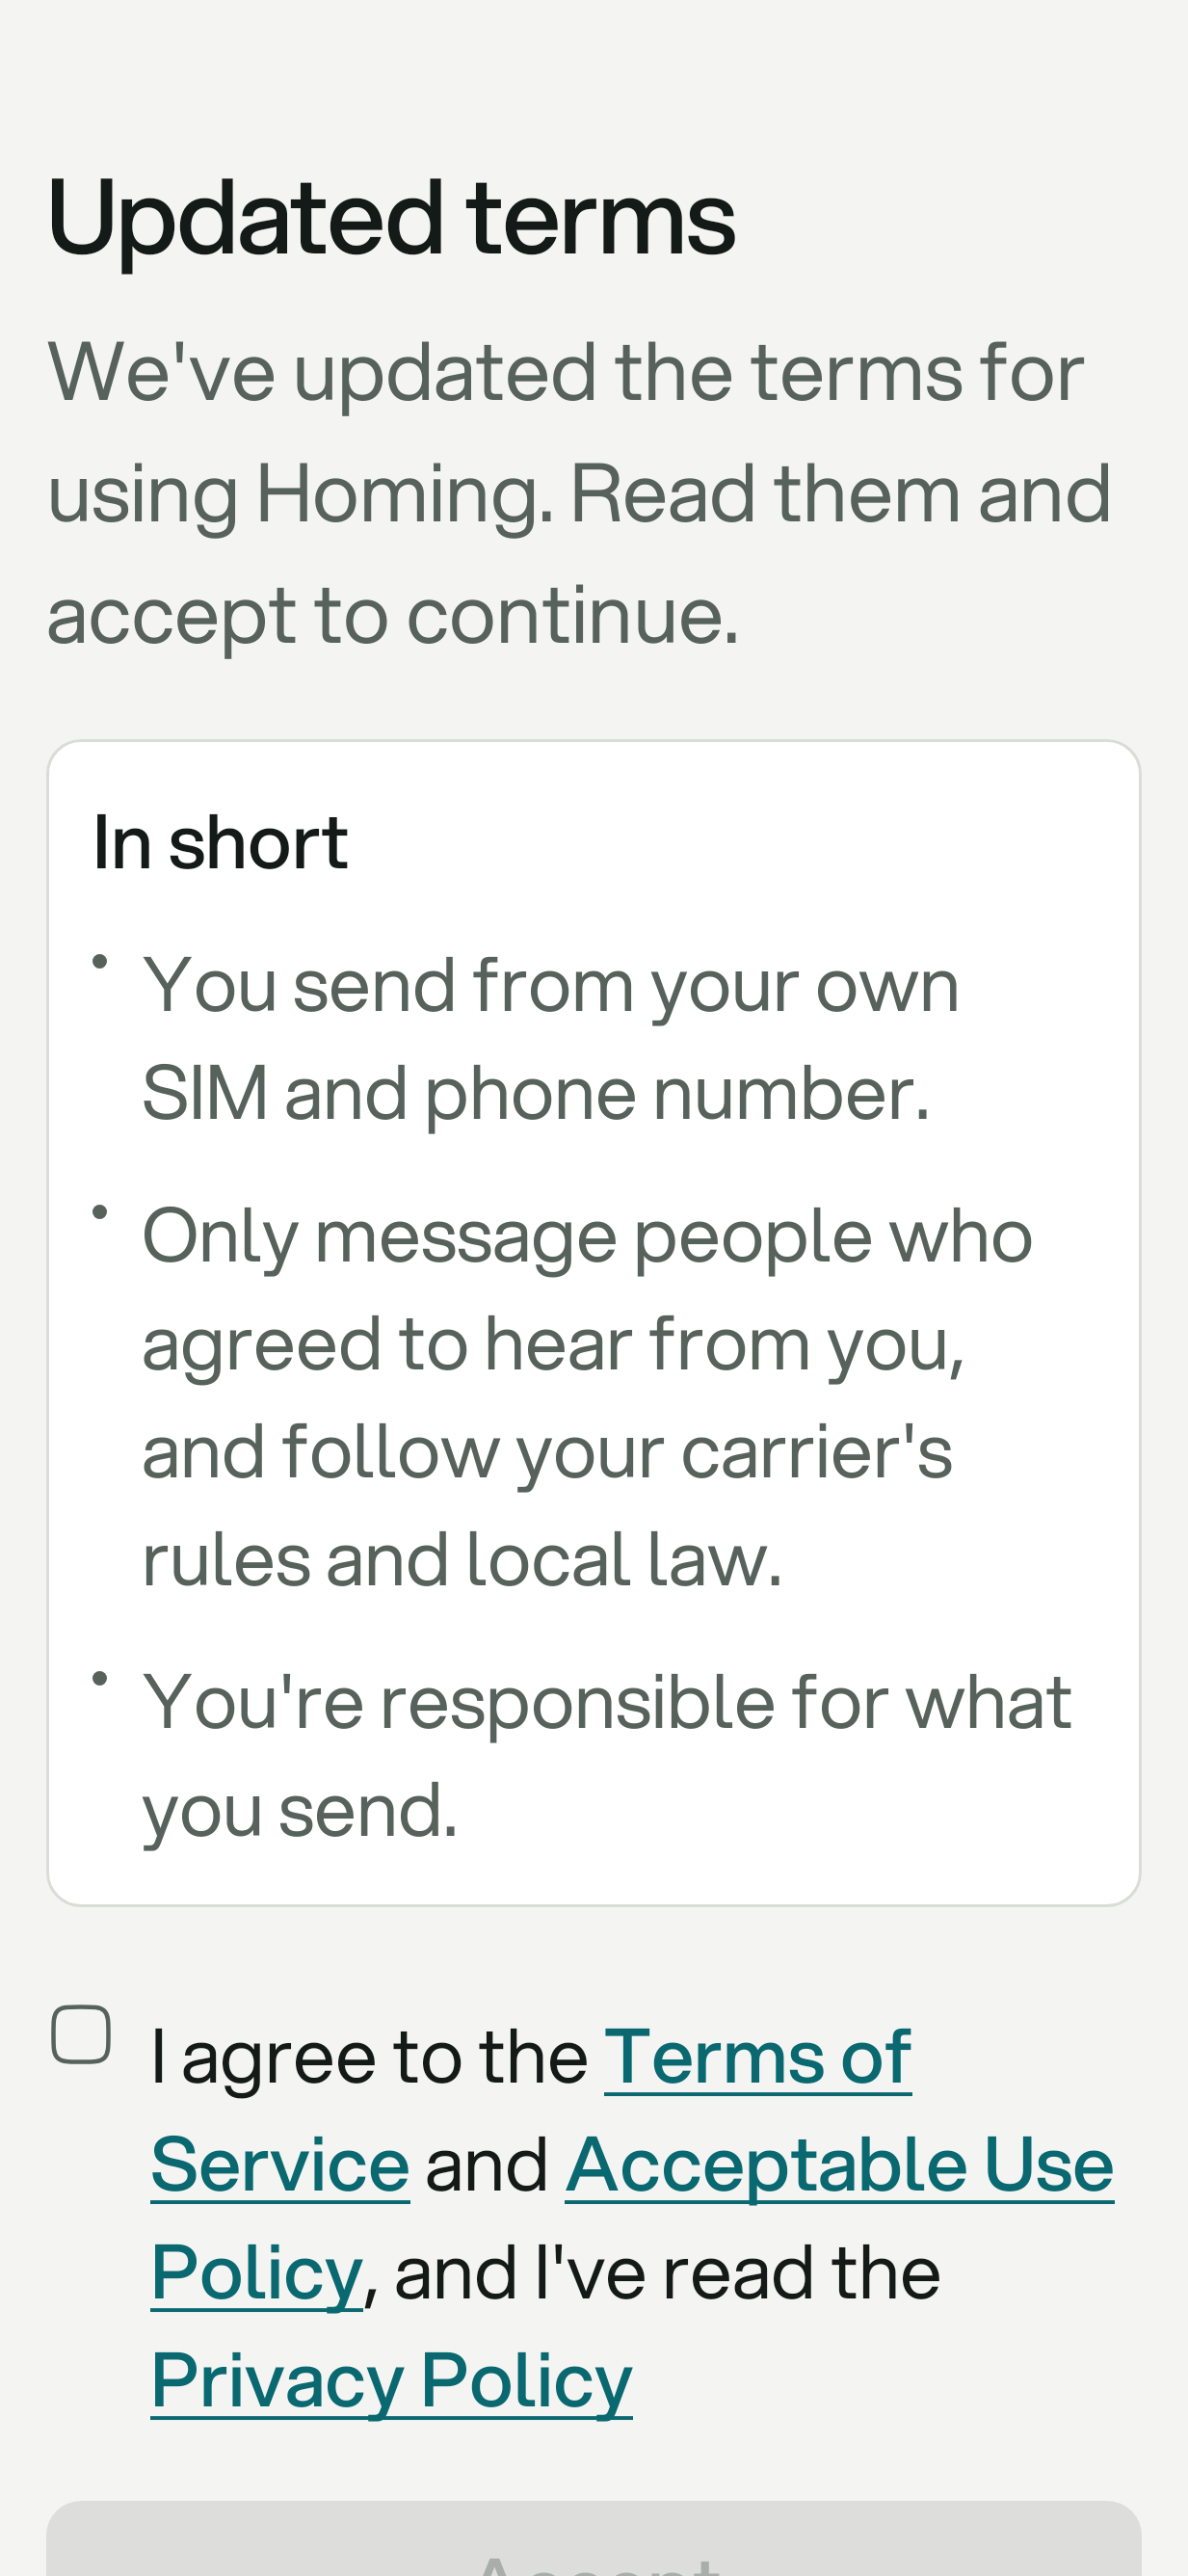 Updated terms
We've updated the terms for
using Homing. Read them and
accept to continue.
In short
• You send from your own
SIM and phone number.
• Only message people who
agreed to hear from you,
and follow your carrier's
rules and local law.
• You're responsible for what
you send.
I agree to the Terms of
Service and Acceptable Use
Policy, and I've read the
Privacy Policy
Accept